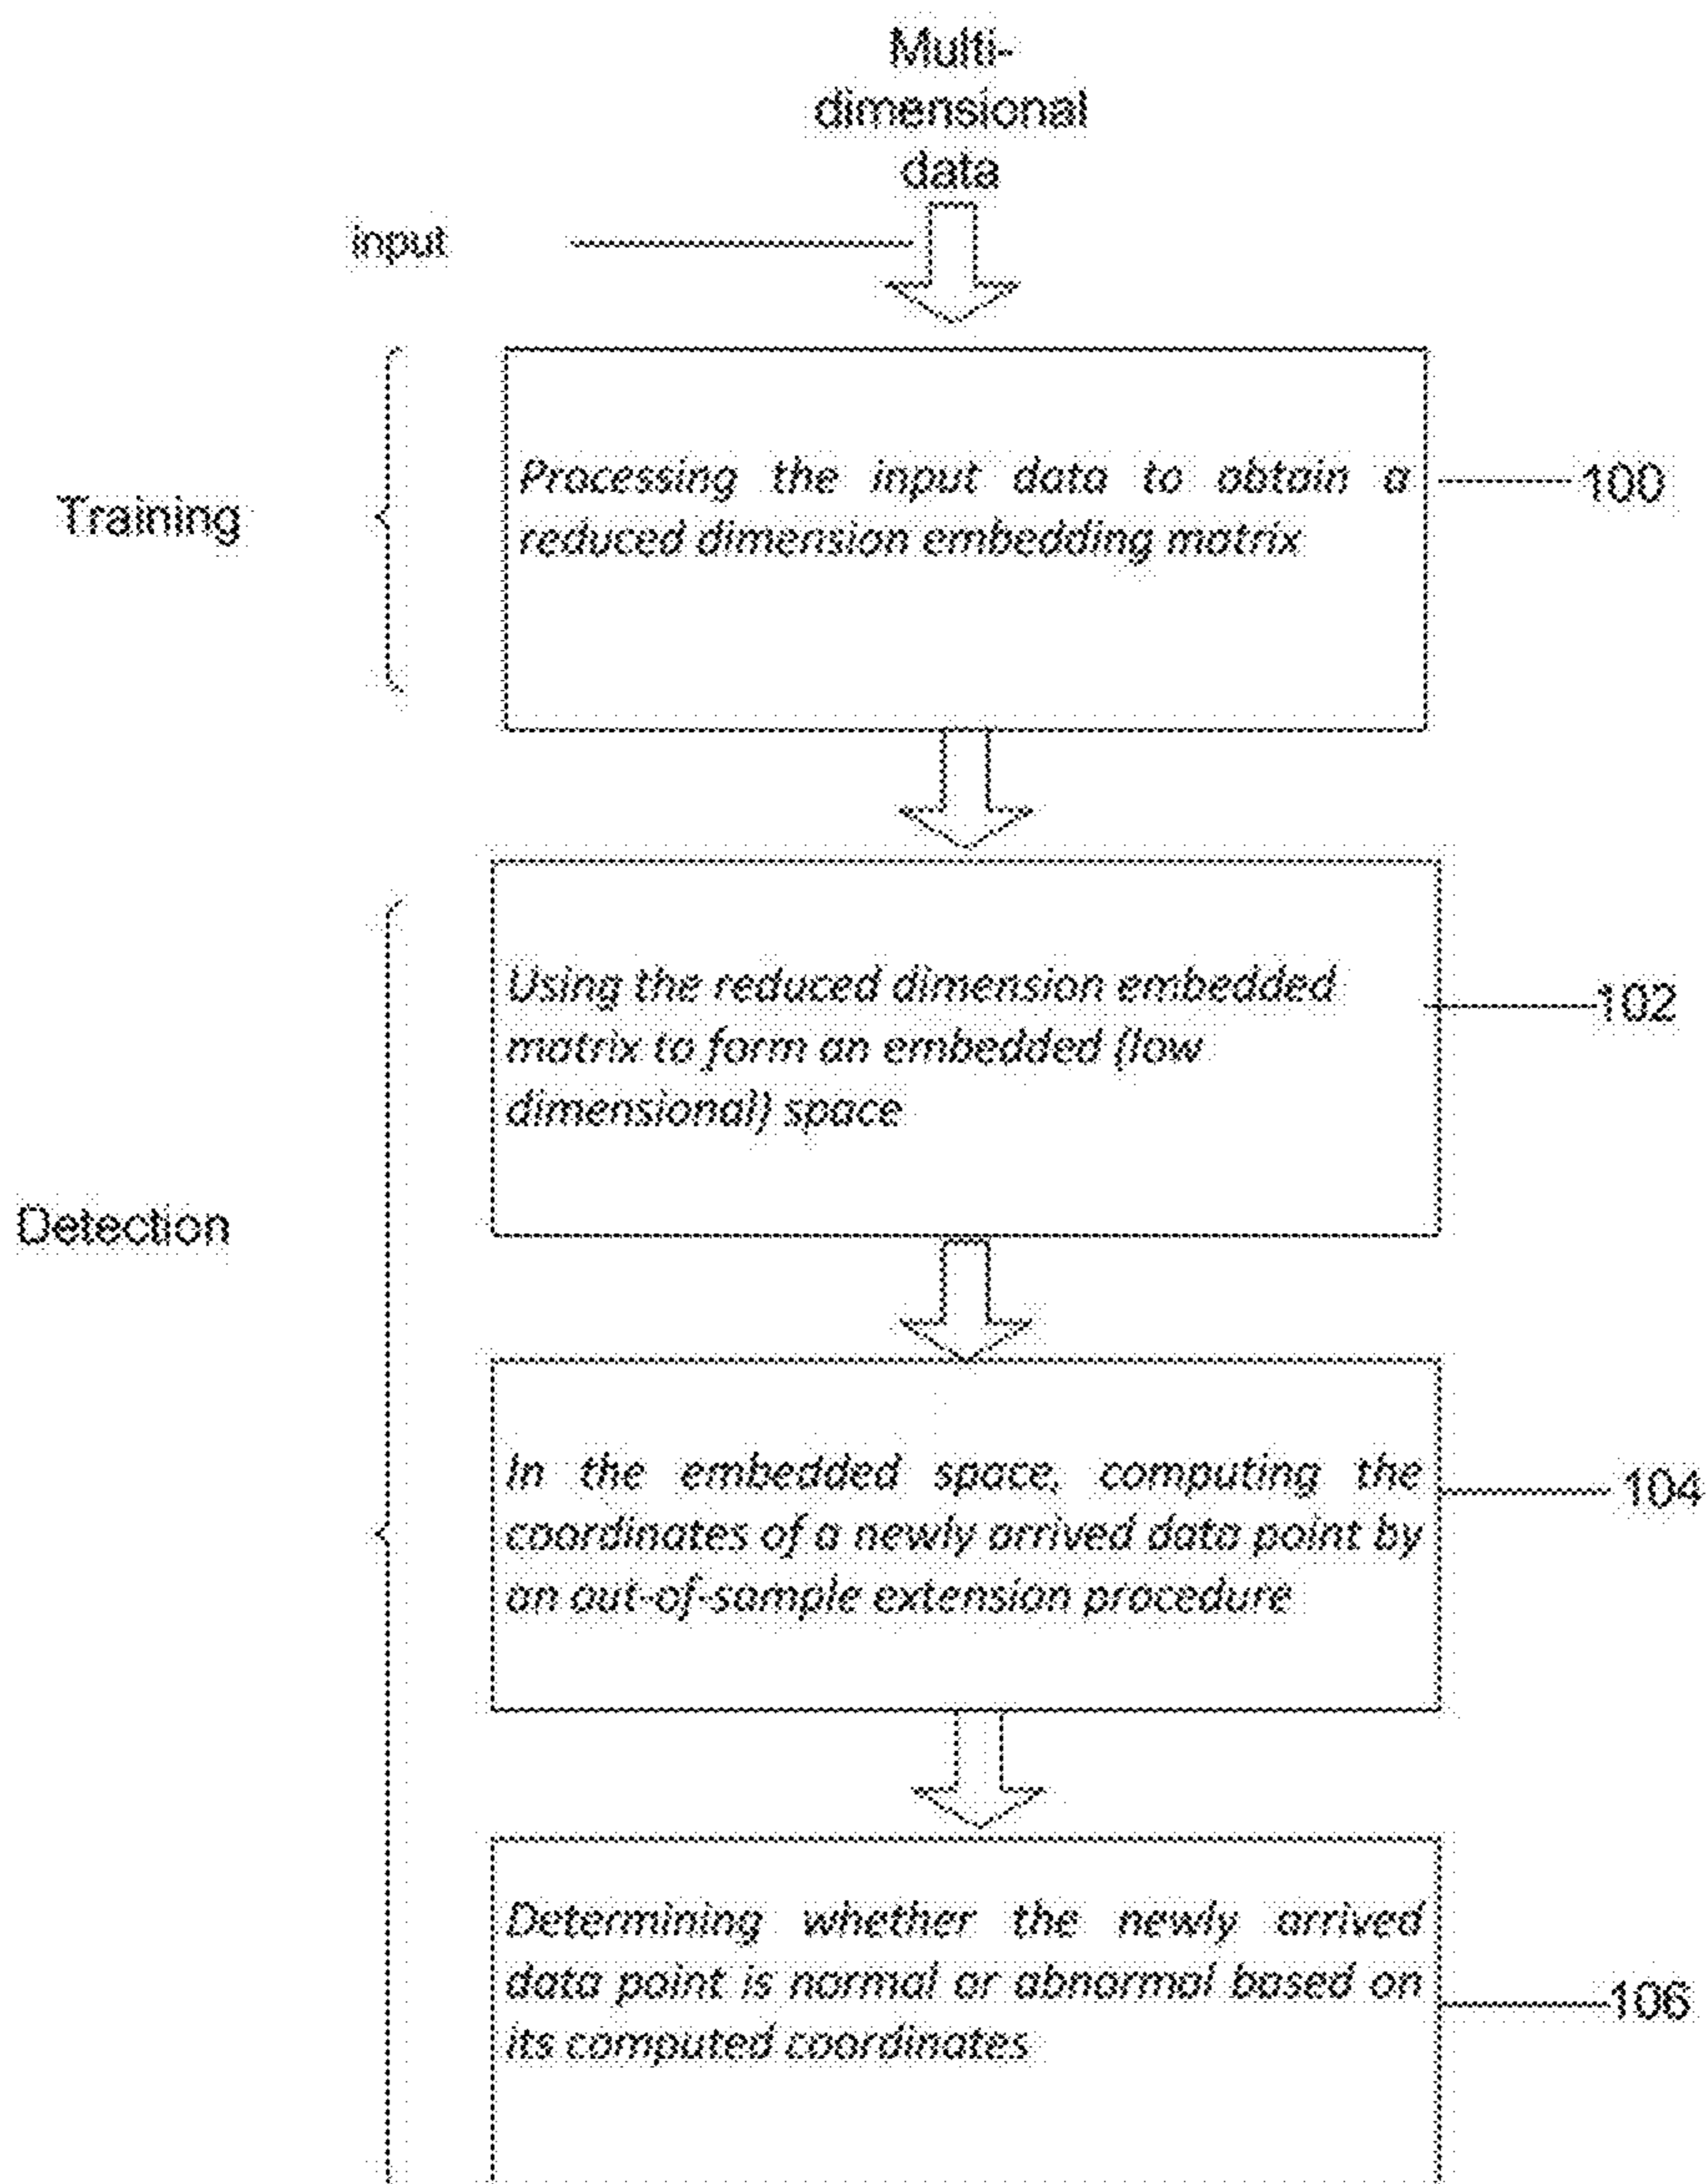 Multi-
dimensional
data
input
Training
Processing the input data to obtain a
reduced dimension embedding matrix
100
Using the reduced dimension embedded
matrix to form an embedded (low
dimensional) space
102
Detection
In the embedded space, computing the
coordinates of a newly arrived data point by
an out-of-sample extension procedure
104
Determining whether the newly arrived
data point is normal or abnormal based on
its computed coordinates
106